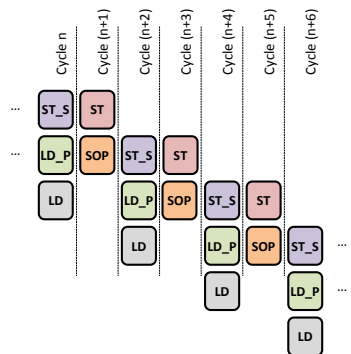 Cycle n Cycle (n+1) Cycle (n+2) Cycle (n+3) Cycle (n+4) Cycle (n+5) Cycle (n+6)
... ST_S ST
... LD_P SOP ST_S ST
LD LD_P SOP ST_S ST
LD LD_P SOP ST_S ...
LD LD_P ...
LD